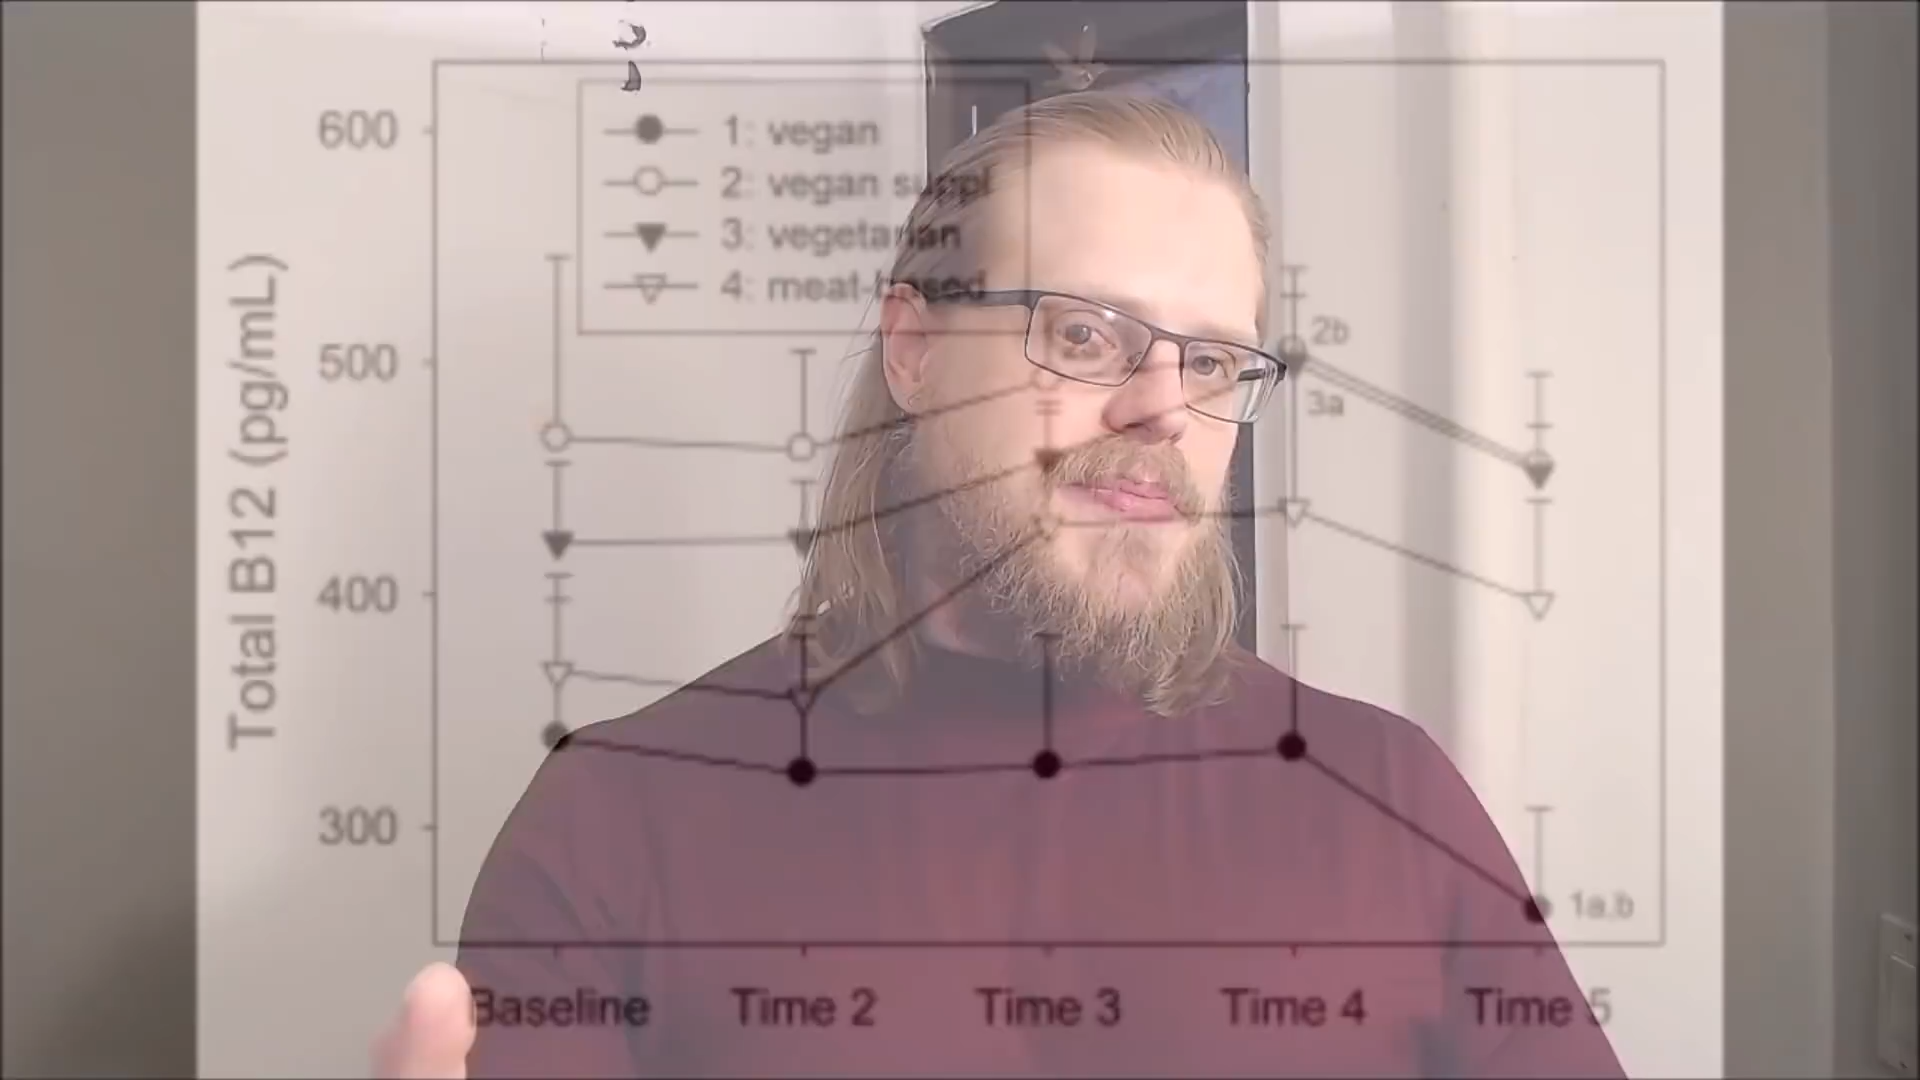 600
500
400
300
Total B12 (pg/mL)
1: vegan
2: vegan suppl
3: vegetarian
4: meat-based
2b
3a
1a,b
Baseline
Time 2
Time 3
Time 4
Time 5